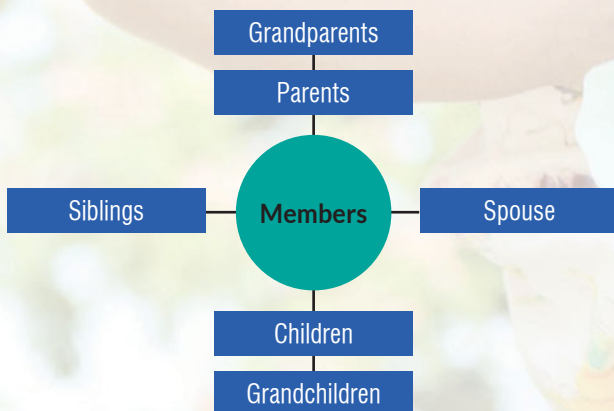 Grandparents
Parents
Siblings
Members
Spouse
Children
Grandchildren